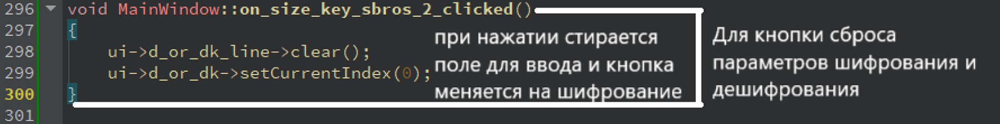 296 void MainWindow::on_size_key_sbros_2_clicked()
297 {
298 ui->d_or_dk_line->clear();
299 ui->d_or_dk->setCurrentIndex(0);
300 }
301
при нажатии стирается
поле для ввода и кнопка
меняется на шифрование
Для кнопки сброса
параметров шифрования и
дешифрования